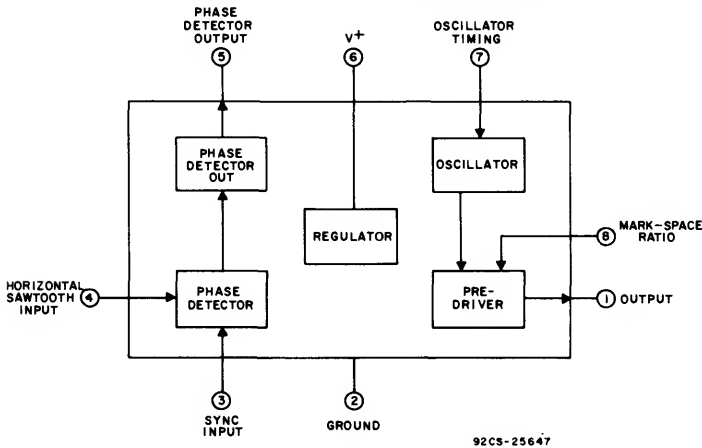 PHASE
DETECTOR
OUTPUT
5
V+
6
OSCILLATOR
TIMING
7
PHASE
DETECTOR
OUT
OSCILLATOR
REGULATOR
8
MARK-SPACE
RATIO
HORIZONTAL
SAWTOOTH
INPUT
4
PHASE
DETECTOR
PRE-
DRIVER
1 OUTPUT
3
SYNC
INPUT
2
GROUND
92CS-25647